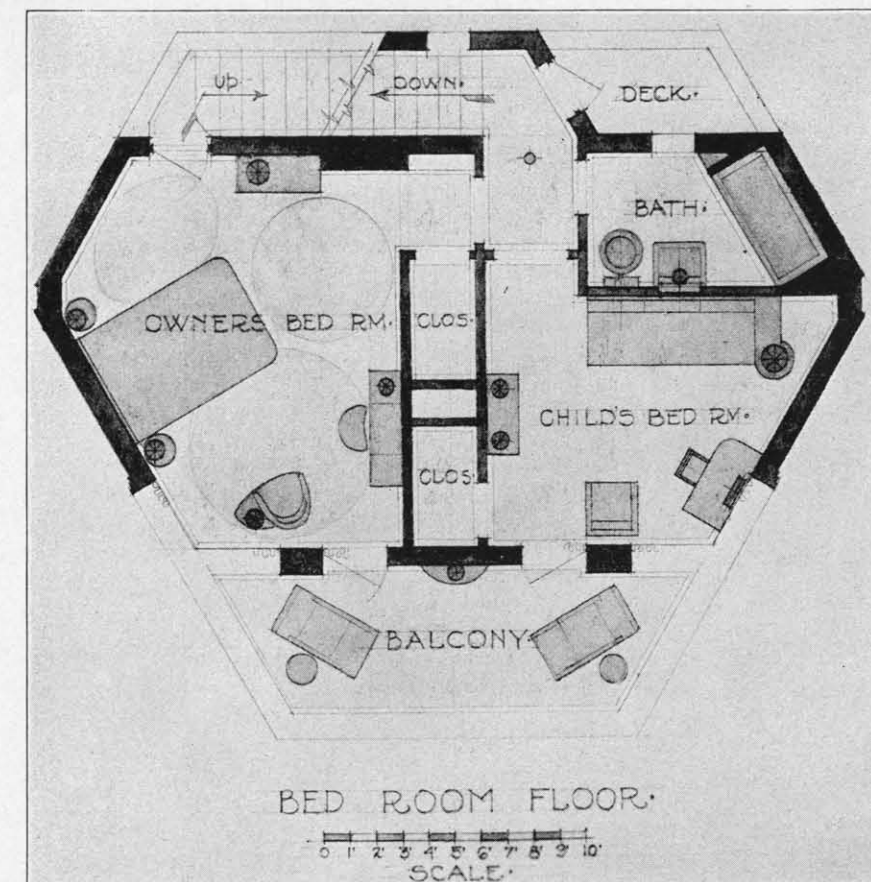 UP
DOWN.
DECK.
BATH.
OWNERS BED RM.
CLOS.
CHILD'S BED RM.
CLOS.
BALCONY.
BED ROOM FLOOR.
0 1' 2' 3' 4' 5' 6' 7' 8' 9' 10'
SCALE.